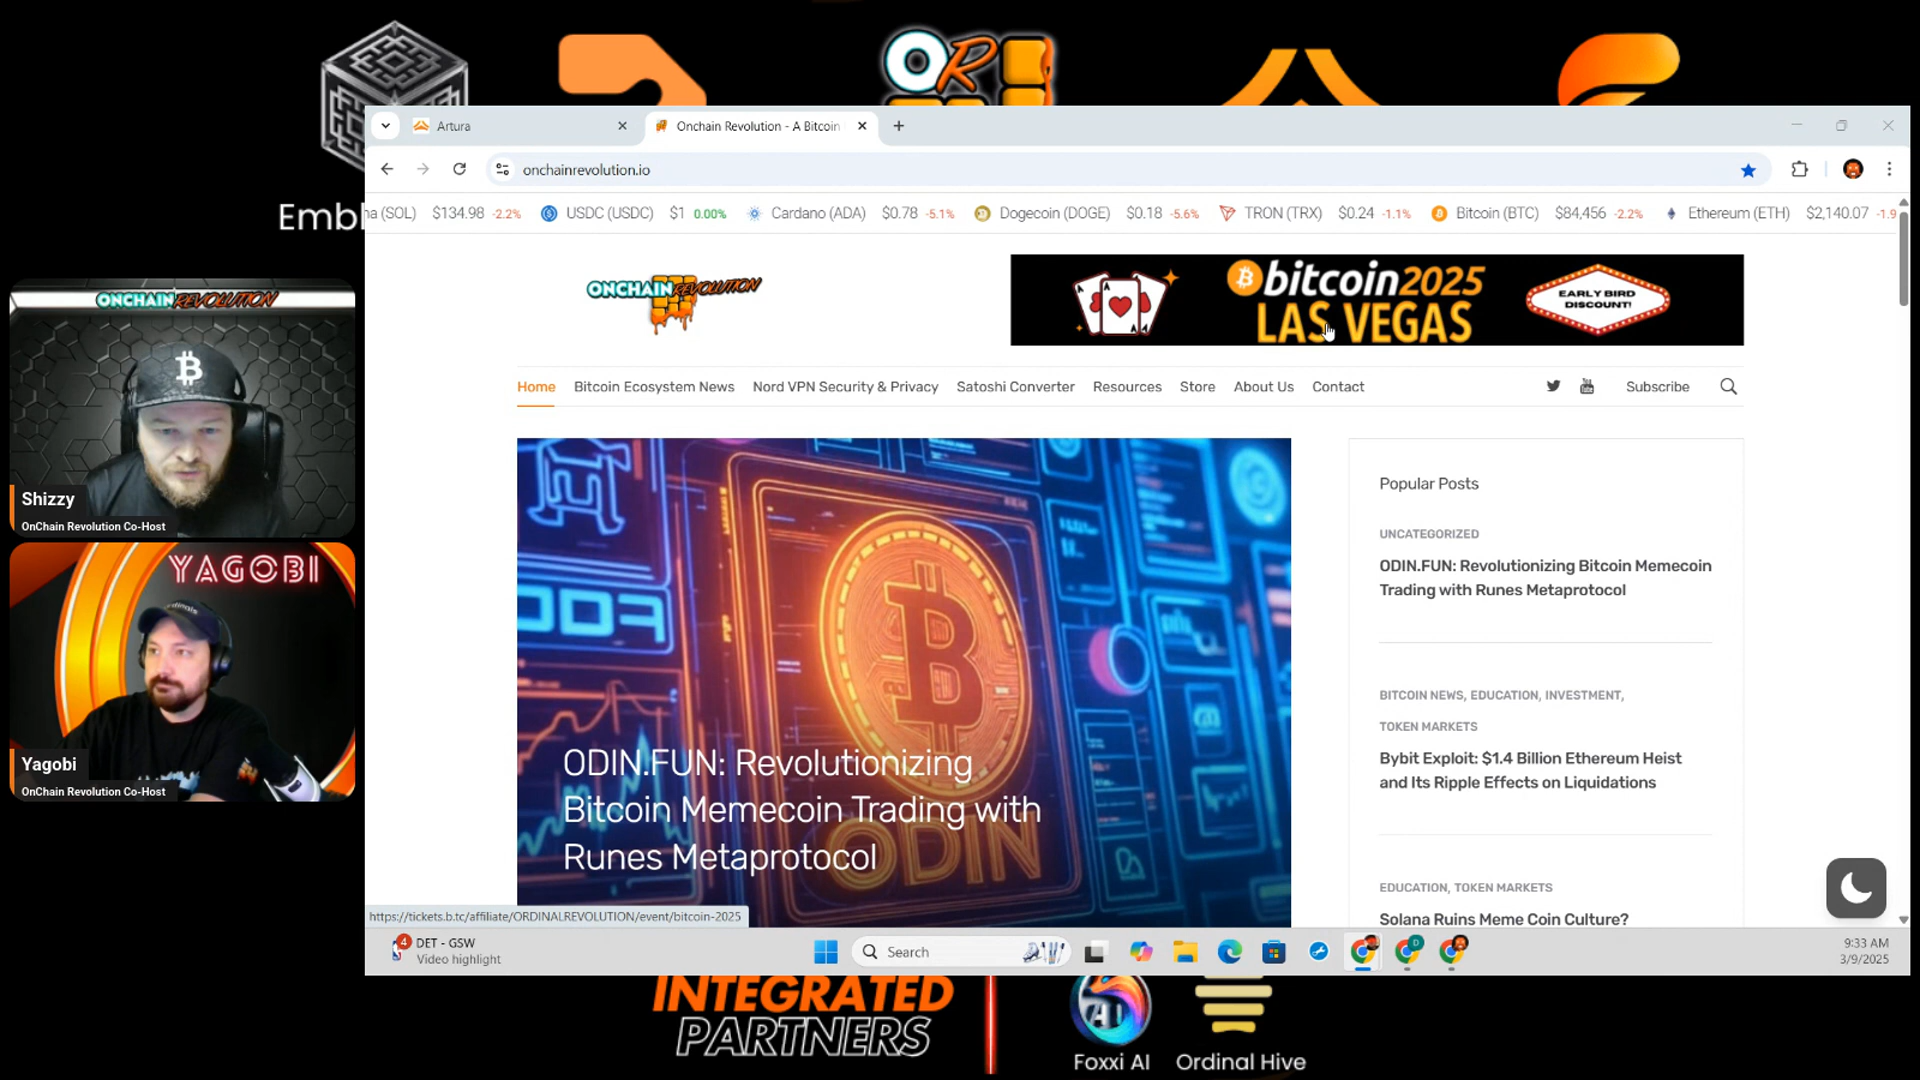 OR
Embl
Artura
Onchain Revolution - A Bitcoin
onchainrevolution.io
na (SOL) $134.98 -2.2% USDC (USDC) $1 0.00% Cardano (ADA) $0.78 -5.1% Dogecoin (DOGE) $0.18 -5.6% TRON (TRX) $0.24 -1.1% Bitcoin (BTC) $84,456 -2.2% Ethereum (ETH) $2,140.07 -1.9
ONCHAIN REVOLUTION
bitcoin 2025
LAS VEGAS
EARLY BIRD
DISCOUNT!
Home Bitcoin Ecosystem News Nord VPN Security & Privacy Satoshi Converter Resources Store About Us Contact Subscribe
ONCHAIN REVOLUTION
Shizzy
OnChain Revolution Co-Host
YAGOBI
Yagobi
OnChain Revolution Co-Host
ODIN
ODIN.FUN: Revolutionizing
Bitcoin Memecoin Trading with
Runes Metaprotocol
Popular Posts
UNCATEGORIZED
ODIN.FUN: Revolutionizing Bitcoin Memecoin
Trading with Runes Metaprotocol
BITCOIN NEWS, EDUCATION, INVESTMENT,
TOKEN MARKETS
Bybit Exploit: $1.4 Billion Ethereum Heist
and Its Ripple Effects on Liquidations
EDUCATION, TOKEN MARKETS
Solana Ruins Meme Coin Culture?
https://tickets.b.tc/affiliate/ORDINALREVOLUTION/event/bitcoin-2025
4
DET - GSW
Video highlight
Search
9:33 AM
3/9/2025
INTEGRATED
PARTNERS
Foxxi AI
Ordinal Hive